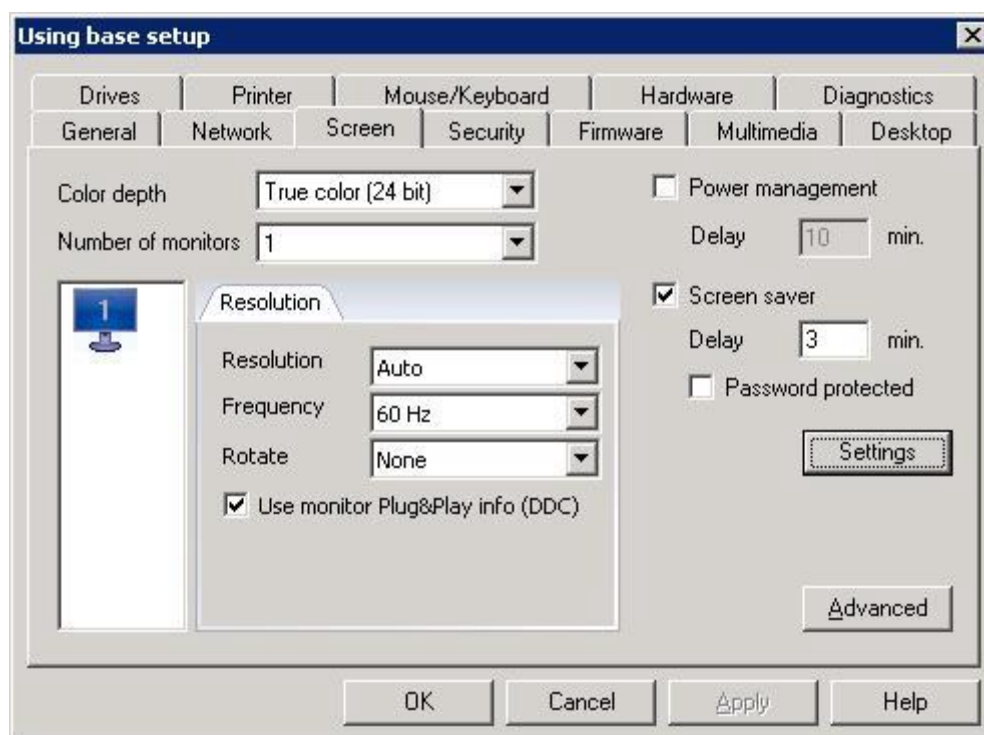 Using base setup
Drives Printer Mouse/Keyboard Hardware Diagnostics
General Network Screen Security Firmware Multimedia Desktop
Color depth True color (24 bit)
Number of monitors 1
Power management
Delay 10 min.
1
Resolution
Resolution Auto
Frequency 60 Hz
Rotate None
Use monitor Plug&Play info (DDC)
Screen saver
Delay 3 min.
Password protected
Settings
Advanced
OK Cancel Apply Help